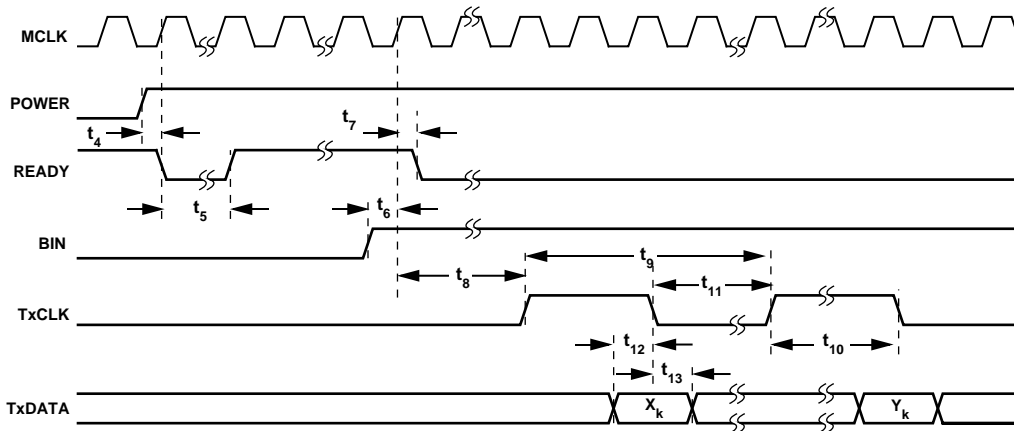 MCLK
POWER
t4
t7
READY
t5
t6
BIN
t9
t8
t11
TxCLK
t12
t10
t13
TxDATA
Xk
Yk